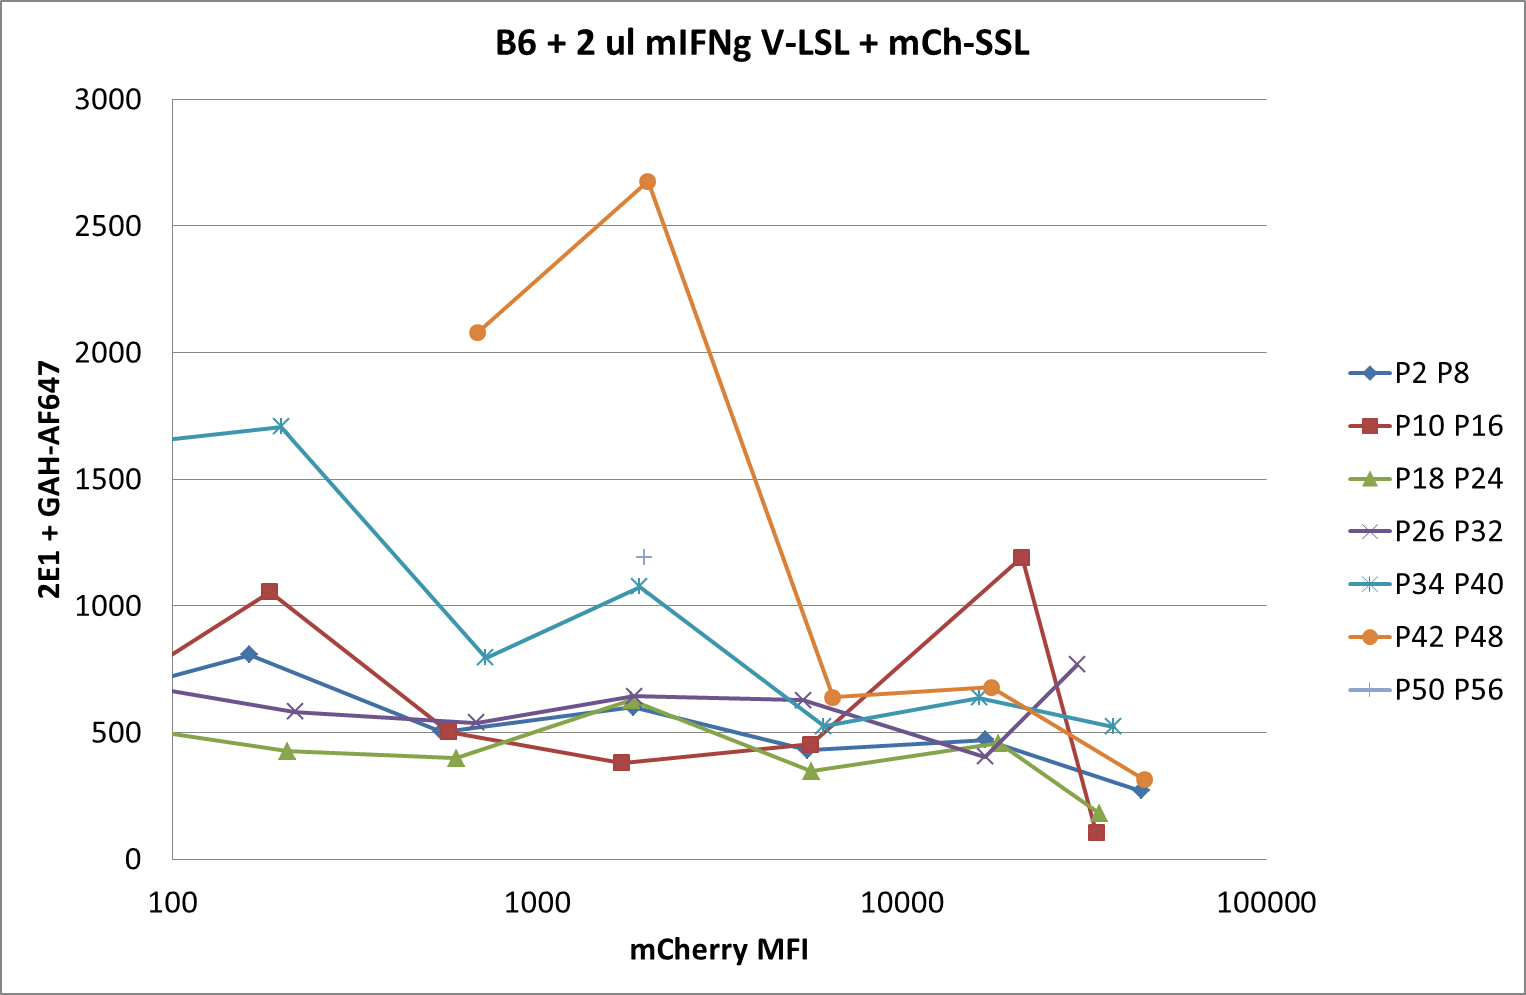 B6 + 2 ul mIFNg V-LSL + mCh-SSL
3000
2500
2000
1500
1000
500
0
2E1 + GAH-AF647
100
1000
10000
100000
mCherry MFI
P2 P8
P10 P16
P18 P24
P26 P32
P34 P40
P42 P48
P50 P56